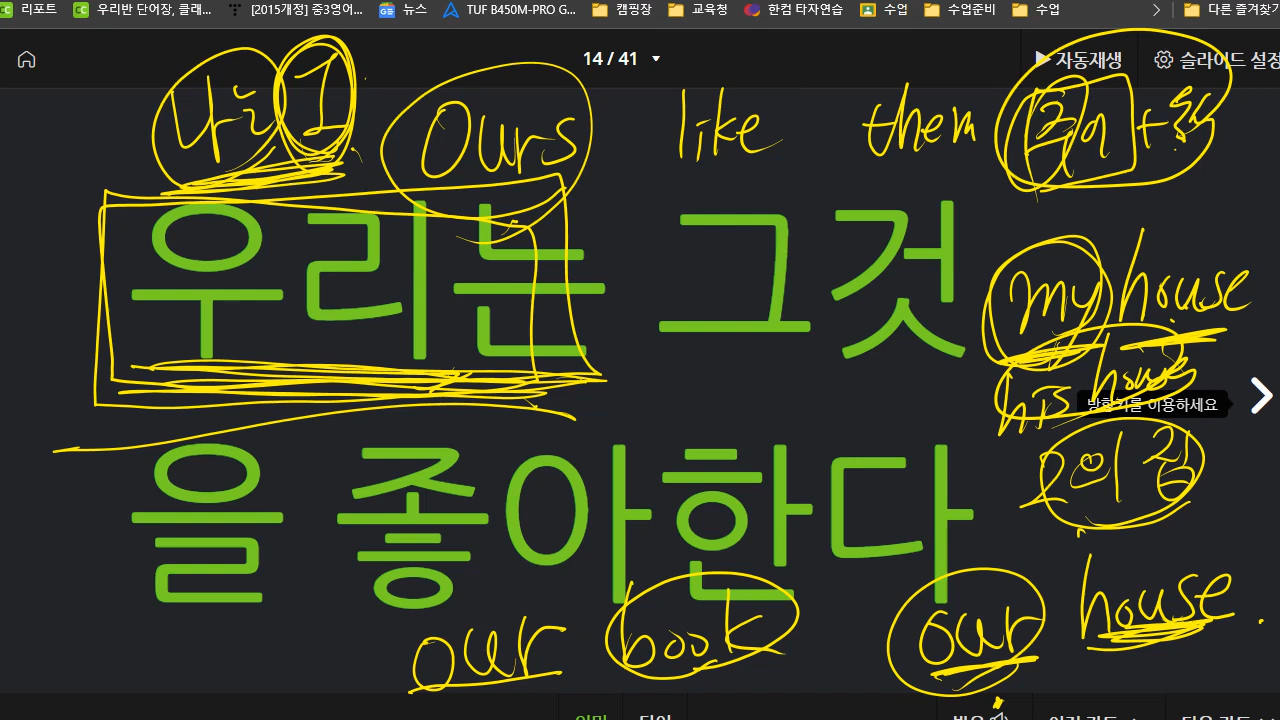 리포트 우리반 단어장, 클래... [2015개정] 중3영어... 뉴스 TUF B450M-PRO G... 캠핑장 교육청 한컴 타자연습 수업 수업준비 수업 다른 즐겨찾기
14 / 41 자동재생 슬라이드 설정
나는 I ours like them
우리는 그것
my house
his house
방향키를 이용하세요
을 좋아한다
그의 집
our book our house.